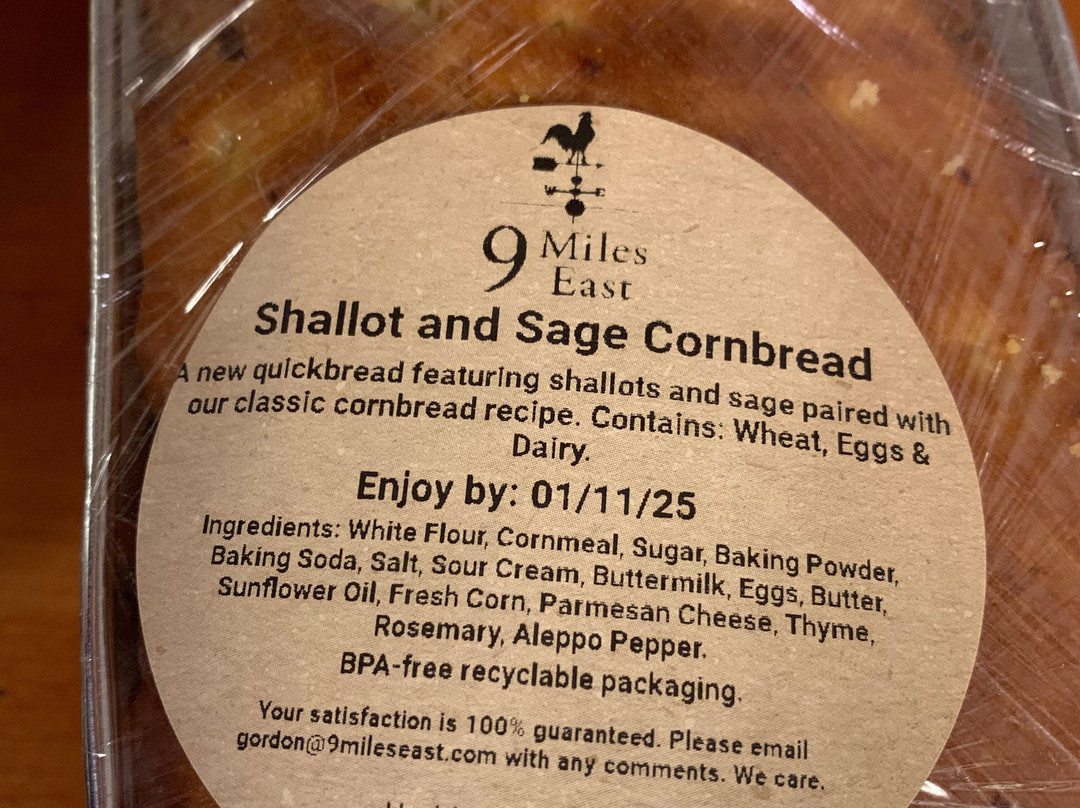 W E
9 Miles
East
Shallot and Sage Cornbread
A new quickbread featuring shallots and sage paired with
our classic cornbread recipe. Contains: Wheat, Eggs &
Dairy.
Enjoy by: 01/11/25
Ingredients: White Flour, Cornmeal, Sugar, Baking Powder,
Baking Soda, Salt, Sour Cream, Buttermilk, Eggs, Butter,
Sunflower Oil, Fresh Corn, Parmesan Cheese, Thyme,
Rosemary, Aleppo Pepper.
BPA-free recyclable packaging.
Your satisfaction is 100% guaranteed. Please email
gordon@9mileseast.com with any comments. We care.